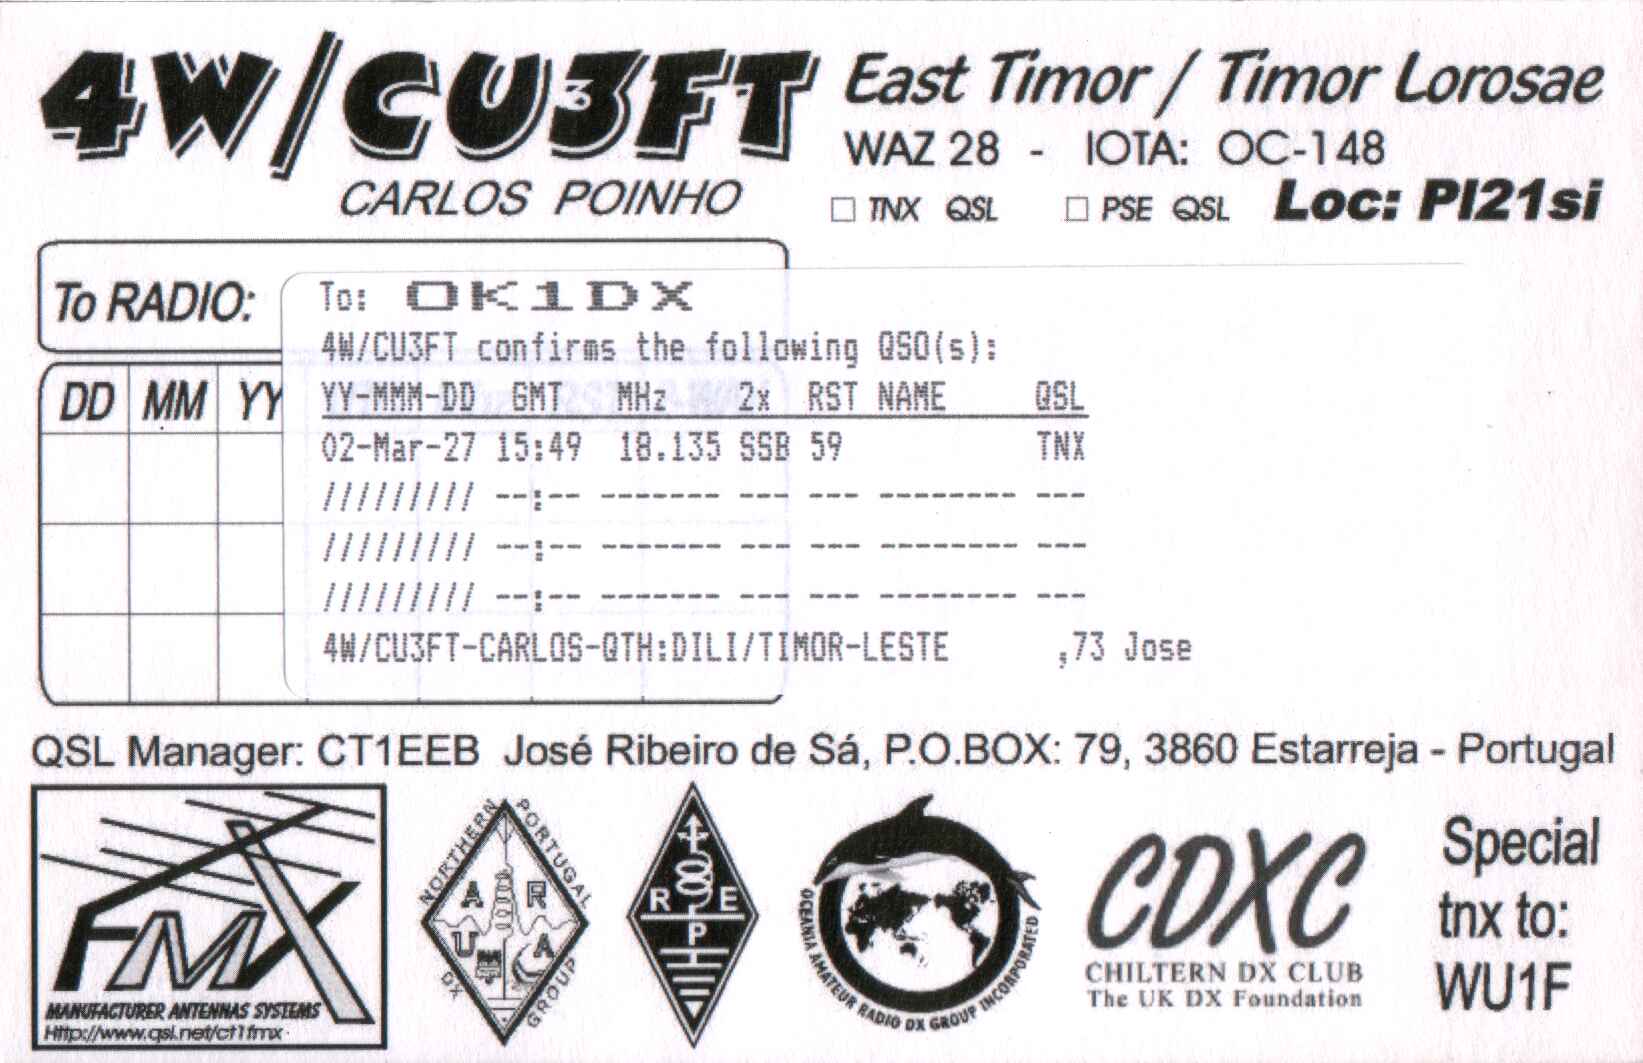 4W/CU3FT
East Timor / Timor Lorosae
CARLOS POINHO
WAZ 28 - IOTA: OC-148
TNX QSL PSE QSL Loc: PI21si
To RADIO:
To: OK1DX
4W/CU3FT confirms the following QSO(s):
DD MM YY
YY-MMM-DD GMT MHz 2x RST NAME QSL
02-Mar-27 15:49 18.135 SSB 59 TNX
///////// --:-- ------- --- --- -------- ---
///////// --:-- ------- --- --- -------- ---
///////// --:-- ------- --- --- -------- ---
4W/CU3FT-CARLOS-QTH:DILI/TIMOR-LESTE ,73 Jose
QSL Manager: CT1EEB José Ribeiro de Sá, P.O.BOX: 79, 3860 Estarreja - Portugal
FMX
MANUFACTURER ANTENNAS SYSTEMS
Http://www.qsl.net/ct1fmx
NORTHERN PORTUGAL
A R
U A
DX GROUP
R E
P
OCEANIA AMATEUR RADIO DX GROUP INCORPORATED
CDXC
CHILTERN DX CLUB
The UK DX Foundation
Special
tnx to:
WU1F